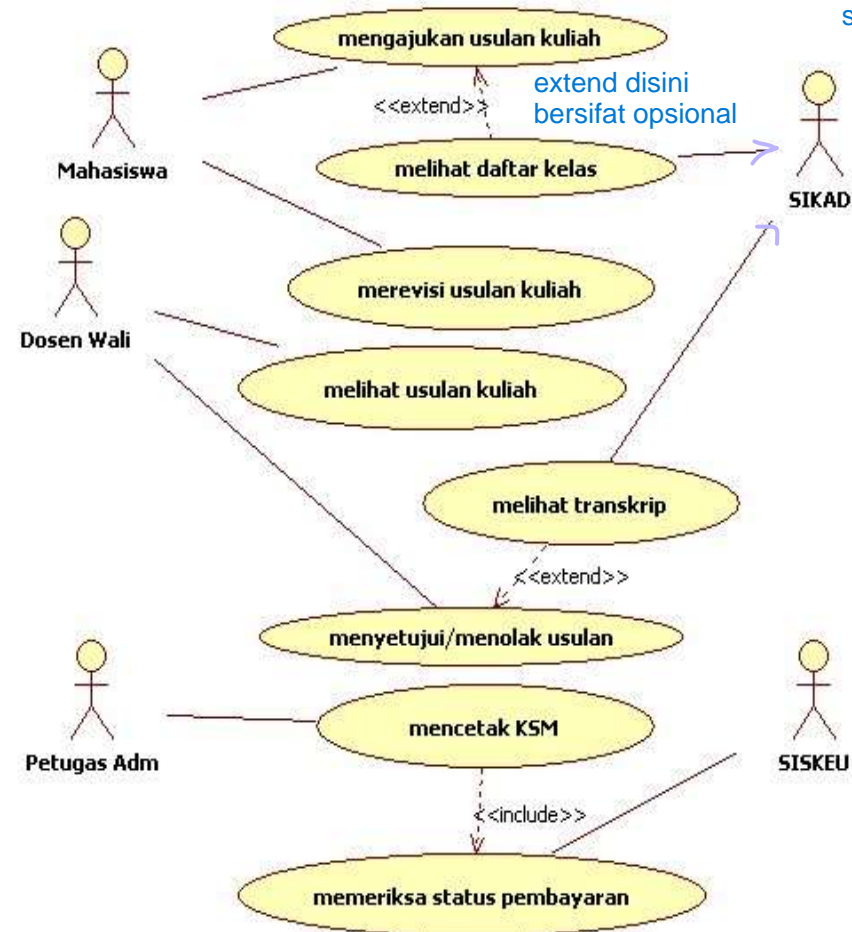 s
mengajukan usulan kuliah
extend disini
bersifat opsional
<<extend>>
Mahasiswa
melihat daftar kelas
SIKAD
merevisi usulan kuliah
Dosen Wali
melihat usulan kuliah
melihat transkrip
<<extend>>
menyetujui/menolak usulan
Petugas Adm
mencetak KSM
SISKEU
<<include>>
memeriksa status pembayaran